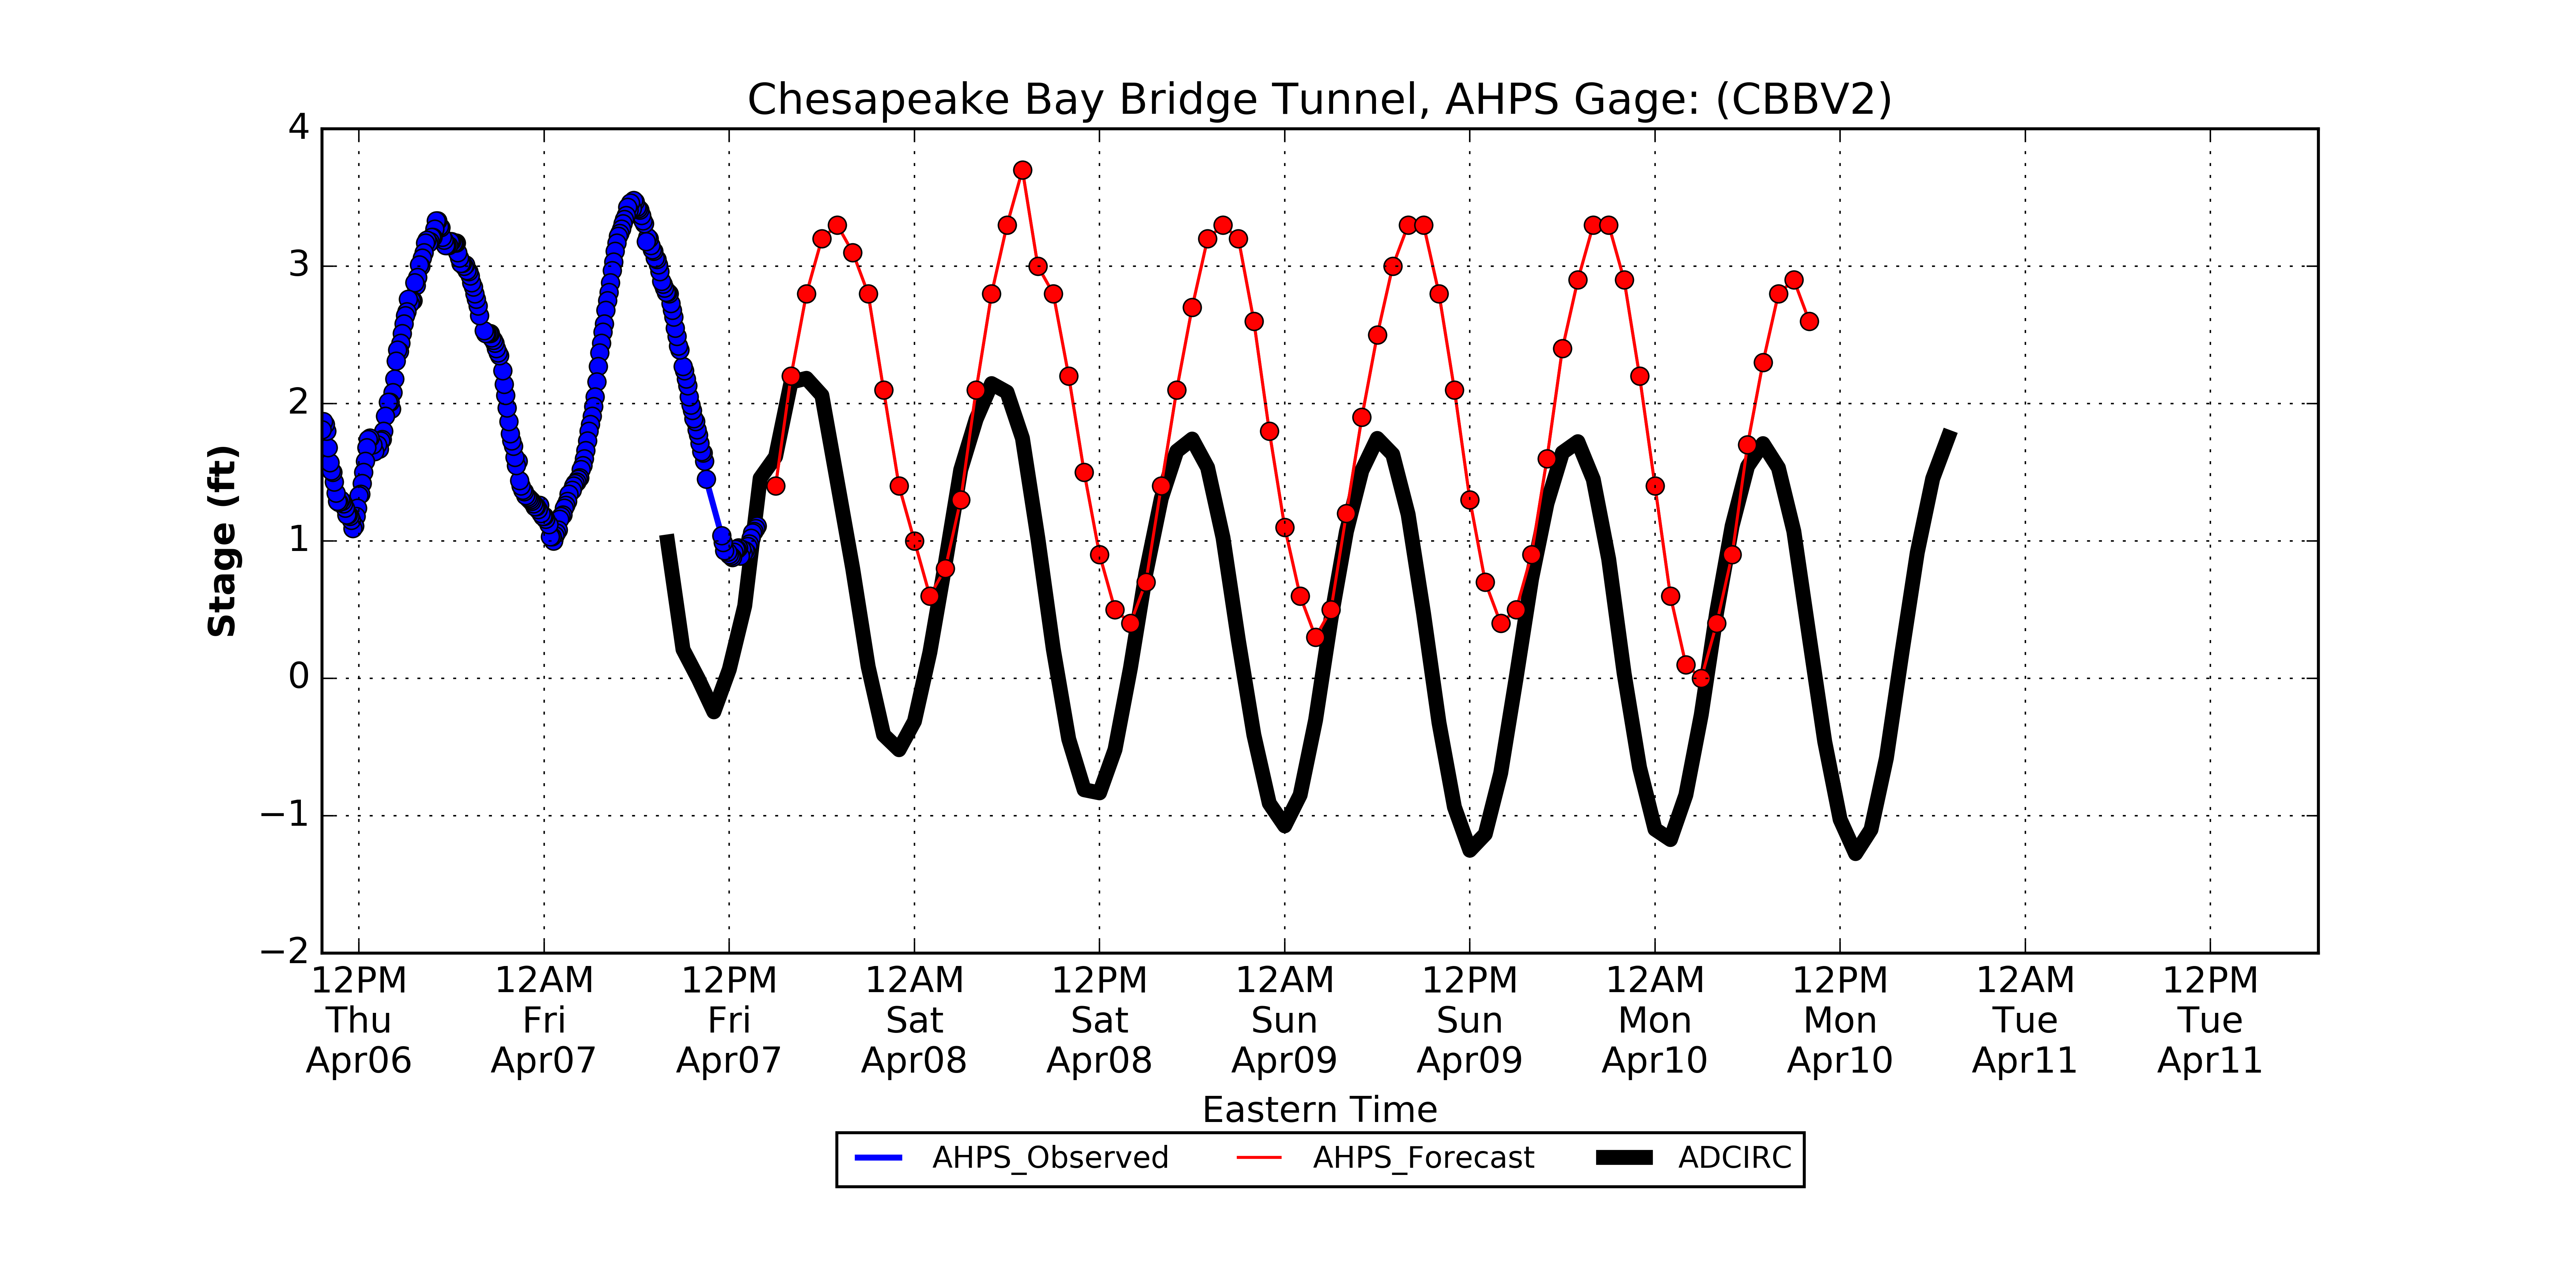 Chesapeake Bay Bridge Tunnel, AHPS Gage: (CBBV2)
4
3
2
1
0
−1
−2
Stage (ft)
12PM 12AM 12PM 12AM 12PM 12AM 12PM 12AM 12PM 12AM 12PM
Thu Fri Fri Sat Sat Sun Sun Mon Mon Tue Tue
Apr06 Apr07 Apr07 Apr08 Apr08 Apr09 Apr09 Apr10 Apr10 Apr11 Apr11
Eastern Time
AHPS_Observed AHPS_Forecast ADCIRC